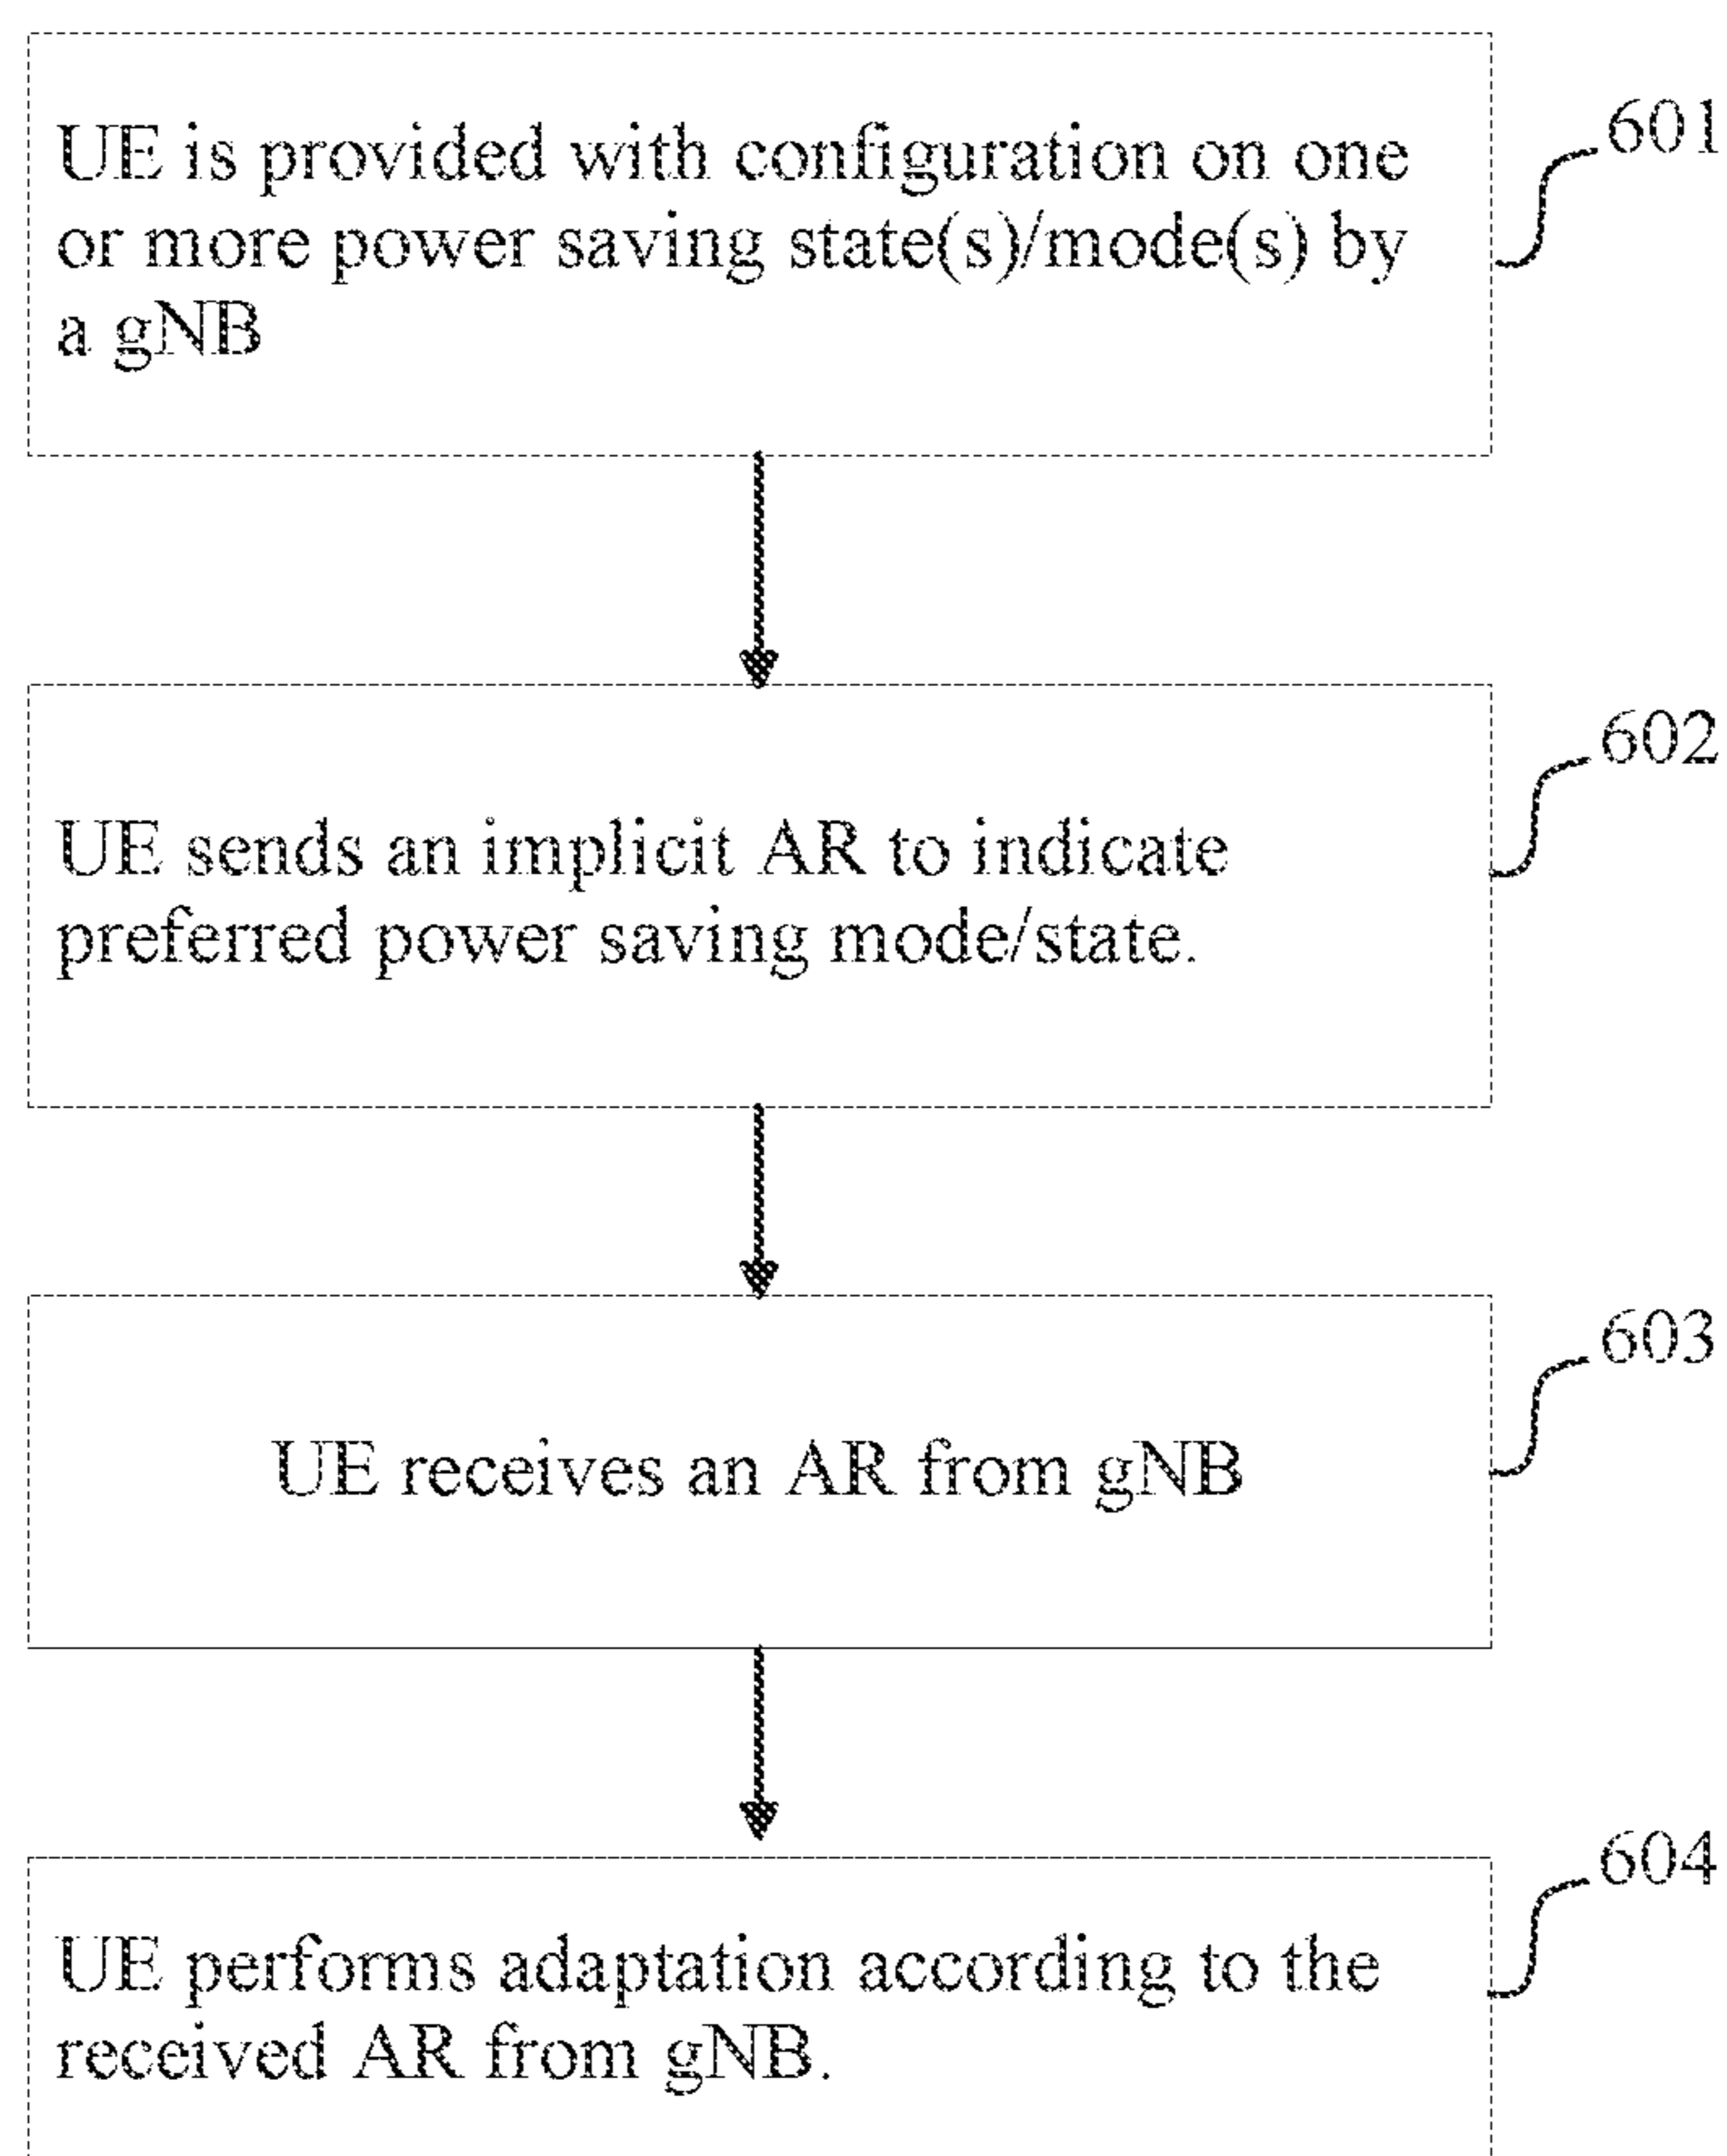 UE is provided with configuration on one
601
or more power saving state(s)/mode(s) by
a gNB
602
UE sends an implicit AR to indicate
preferred power saving mode/state.
603
UE receives an AR from gNB
604
UE performs adaptation according to the
received AR from gNB.